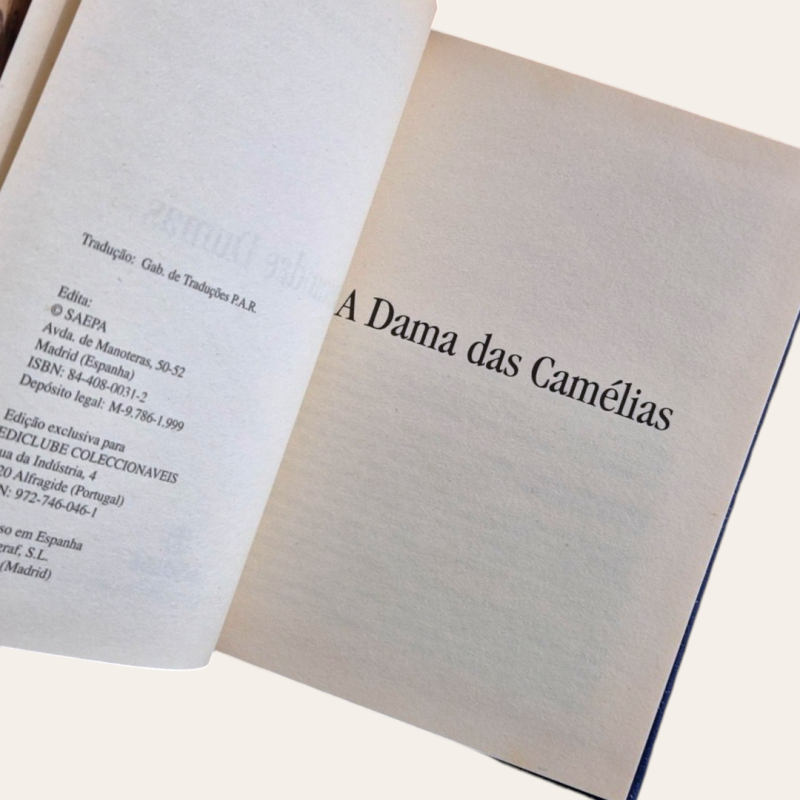 Tradução: Gab. de Traduções P.A.R.
Edita:
© SAEPA
Avda. de Manoteras, 50-52
Madrid (Espanha)
ISBN: 84-408-0031-2
Depósito legal: M-9.786-1.999
Edição exclusiva para
EDICLUBE COLECCIONAVEIS
ua da Indústria, 4
20 Alfragide (Portugal)
N: 972-746-046-1
so em Espanha
graf, S.L.
(Madrid)
A Dama das Camélias